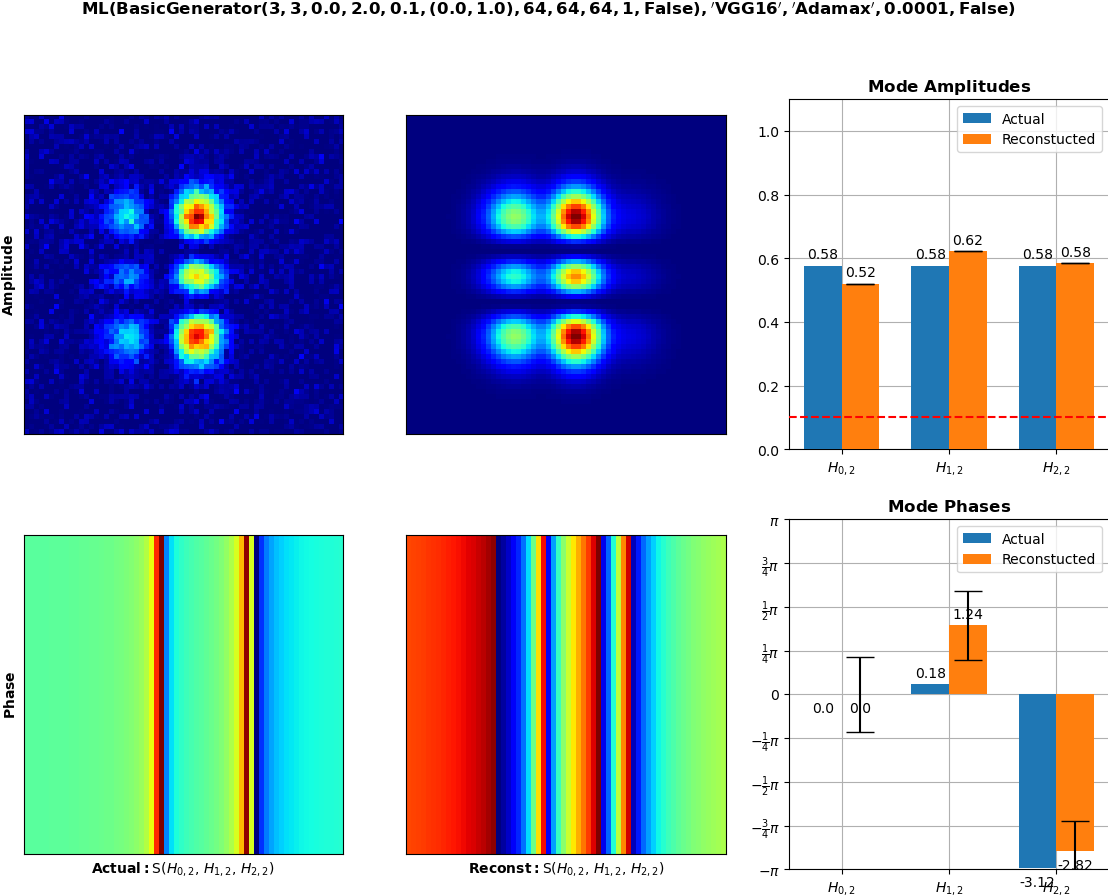 ML(BasicGenerator(3, 3, 0.0, 2.0, 0.1, (0.0, 1.0), 64, 64, 64, 1, False), ′VGG16′, ′Adamax′, 0.0001, False)
Amplitude
Mode Amplitudes
Actual
Reconstucted
1.0
0.8
0.6
0.4
0.2
0.0
0.58
0.52
0.58
0.62
0.58
0.58
H0,2
H1,2
H2,2
Phase
Actual: S(H0,2, H1,2, H2,2)
Reconst: S(H0,2, H1,2, H2,2)
Mode Phases
Actual
Reconstucted
π
3/4π
1/2π
1/4π
0
−1/4π
−1/2π
−3/4π
−π
0.0
0.0
0.18
1.24
-3.12
-2.82
H0,2
H1,2
H2,2